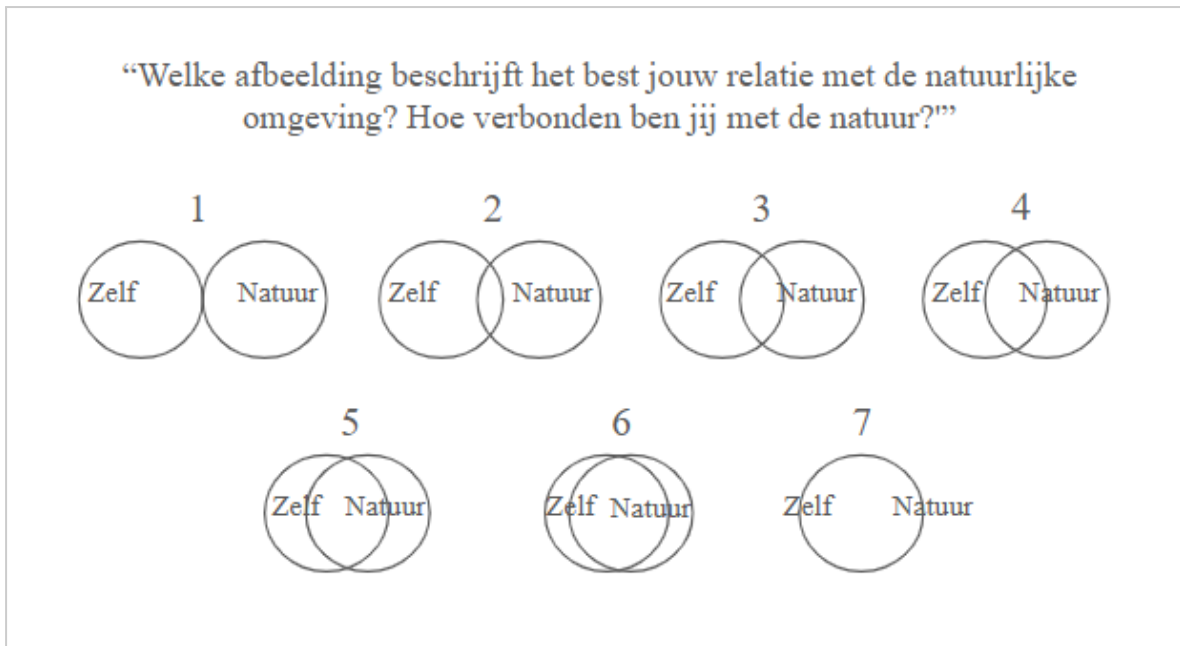 “Welke afbeelding beschrijft het best jouw relatie met de natuurlijke
omgeving? Hoe verbonden ben jij met de natuur?'”
1 2 3 4
Zelf Natuur Zelf Natuur Zelf Natuur Zelf Natuur
5 6 7
Zelf Natuur Zelf Natuur Zelf Natuur